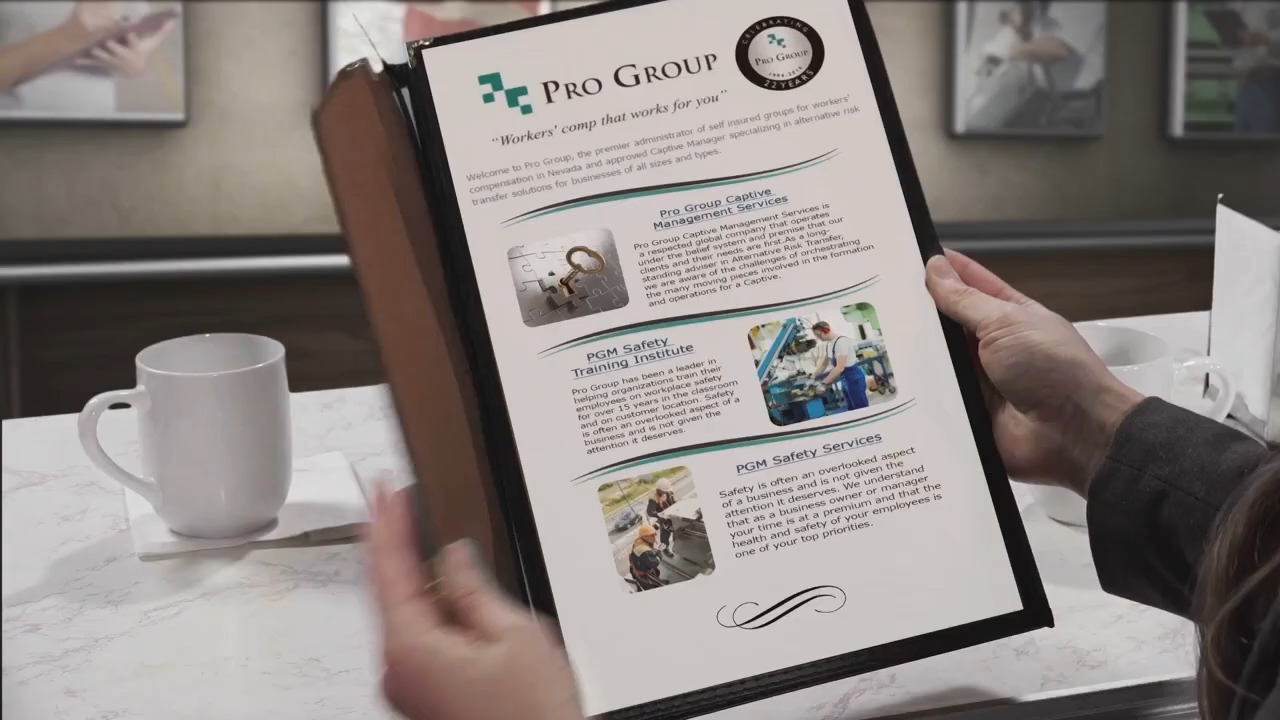 PRO GROUP
CELEBRATING
PRO GROUP
22 YEARS
"Workers' comp that works for you"
Welcome to Pro Group, the premier administrator of self insured groups for workers'
compensation in Nevada and approved Captive Manager specializing in alternative risk
transfer solutions for businesses of all sizes and types.
Pro Group Captive
Management Services
Pro Group Captive Management Services is
a respected global company that operates
under the belief system and premise that our
clients and their needs are first.As a long-
standing adviser in Alternative Risk Transfer,
we are aware of the challenges of orchestrating
the many moving pieces involved in the formation
and operations for a Captive.
PGM Safety
Training Institute
Pro Group has been a leader in
helping organizations train their
employees on workplace safety
for over 15 years in the classroom
and on customer location. Safety
is often an overlooked aspect of a
business and is not given the
attention it deserves.
PGM Safety Services
Safety is often an overlooked aspect
of a business and is not given the
attention it deserves. We understand
that as a business owner or manager
your time is at a premium and that the
health and safety of your employees is
one of your top priorities.